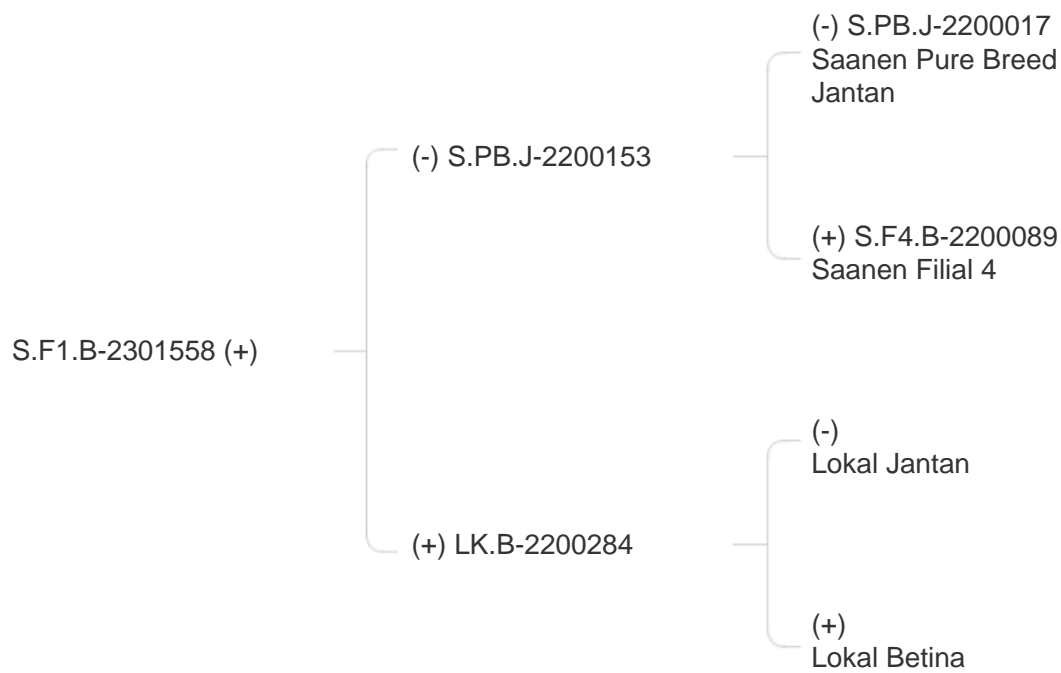 (-) S.PB.J-2200017
Saanen Pure Breed
Jantan
(-) S.PB.J-2200153
(+) S.F4.B-2200089
Saanen Filial 4
S.F1.B-2301558 (+)
(-)
Lokal Jantan
(+) LK.B-2200284
(+)
Lokal Betina